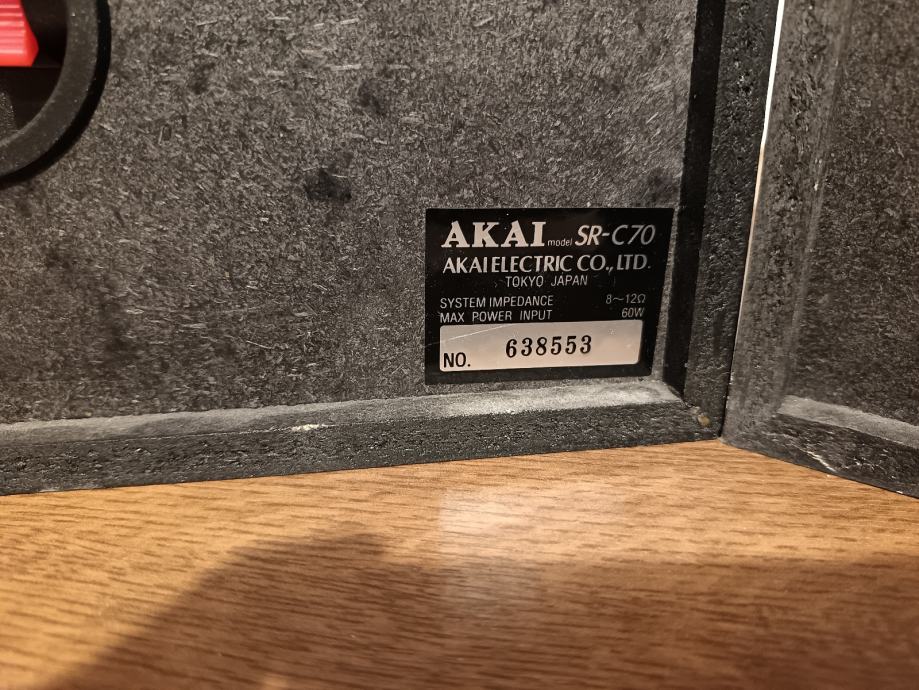 AKAI model SR-C70
AKAI ELECTRIC CO., LTD.
TOKYO JAPAN
SYSTEM IMPEDANCE 8~12Ω
MAX POWER INPUT 60W
NO. 638553